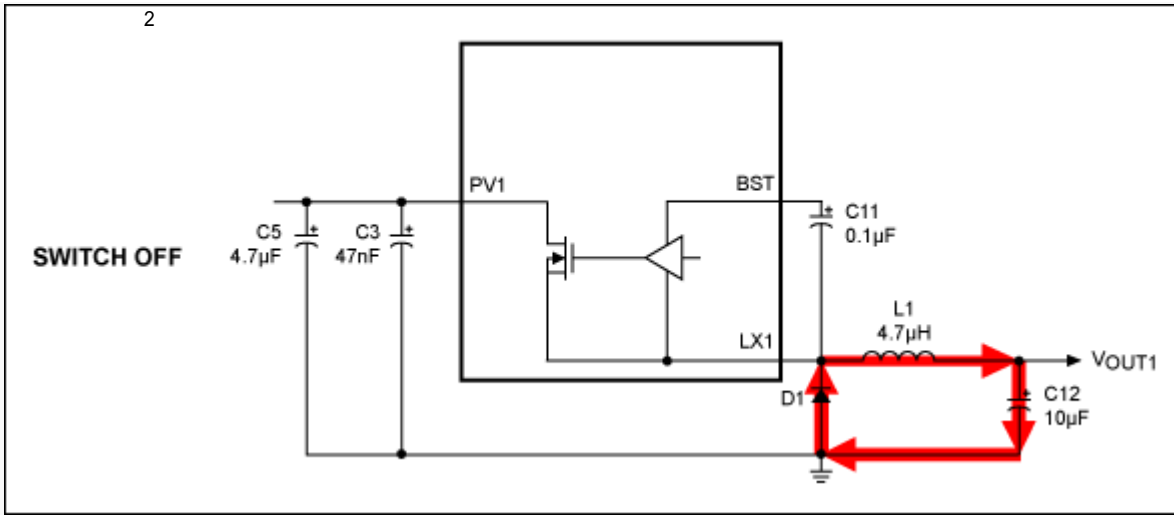 2
PV1
BST
C5
4.7µF
C3
47nF
C11
0.1µF
SWITCH OFF
L1
4.7µH
LX1
VOUT1
D1
C12
10µF